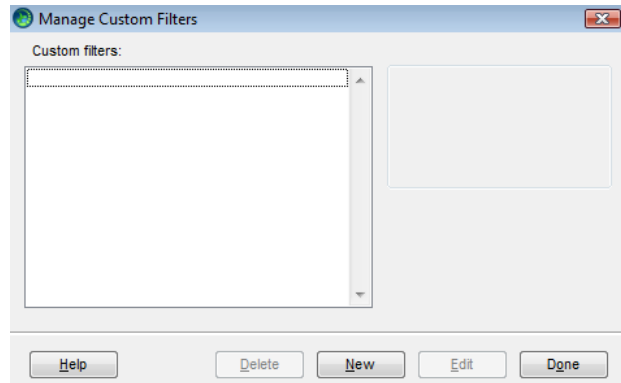 Manage Custom Filters
Custom filters:
Help Delete New Edit Done